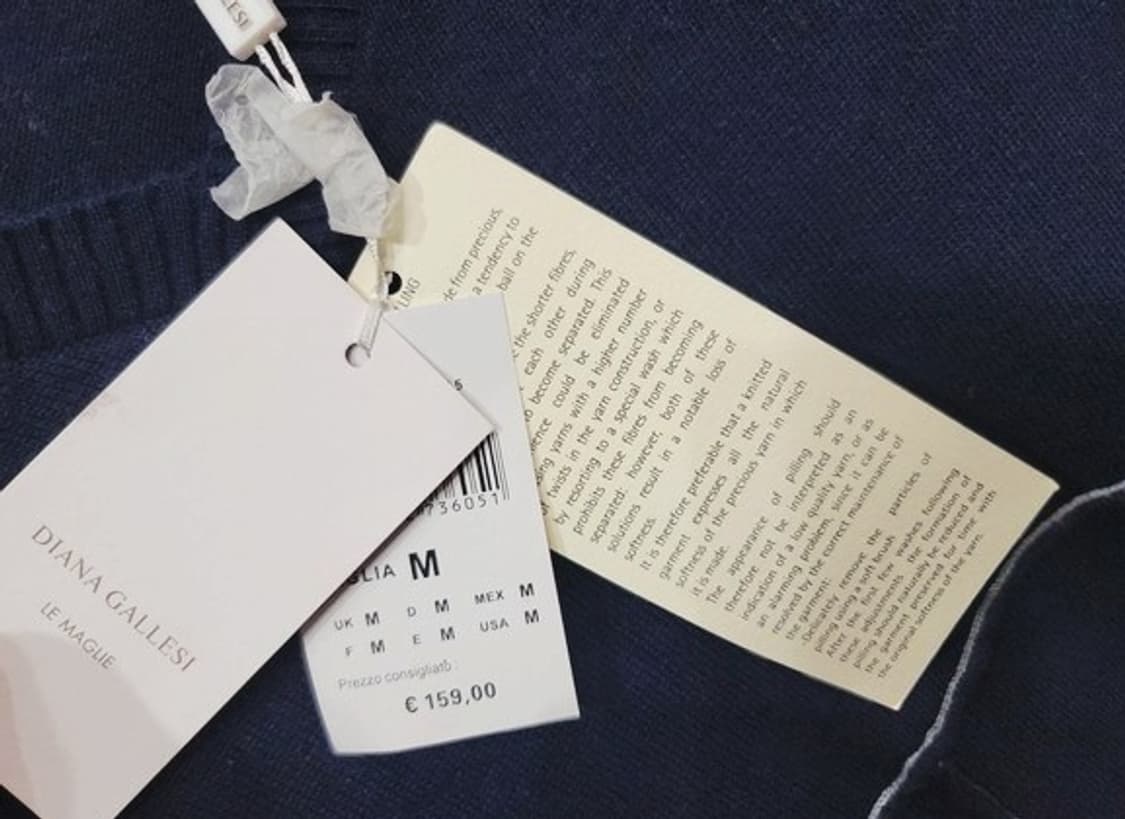 DIANA GALLESI
LE MAGLIE
5
736051
M
UK M D M MEX M
F M E M USA M
Prezzo consigliato :
€ 159,00
LING
from precious,
a tendency to
ball on the
the shorter fibres,
each other during
become separated. This
could be eliminated
yarns with a higher number
twists in the yarn construction, or
by resorting to a special wash which
prohibits these fibres from becoming
separated: however, both of these
solutions result in a notable loss of
softness.
It is therefore preferable that a knitted
garment expresses all the natural
softness of the precious yarn in which
it is made.
The appearance of pilling should
therefore not be interpreted as an
indication of a low quality yarn, or as
an alarming problem, since it can be
resolved by the correct maintenance of
the garment:
-Delicately remove the particles of
pilling using a soft brush
After the first few washes following
these adjustments the formation of
pilling should naturally be reduced and
the garment preserved for time with
the original softness of the yarn.